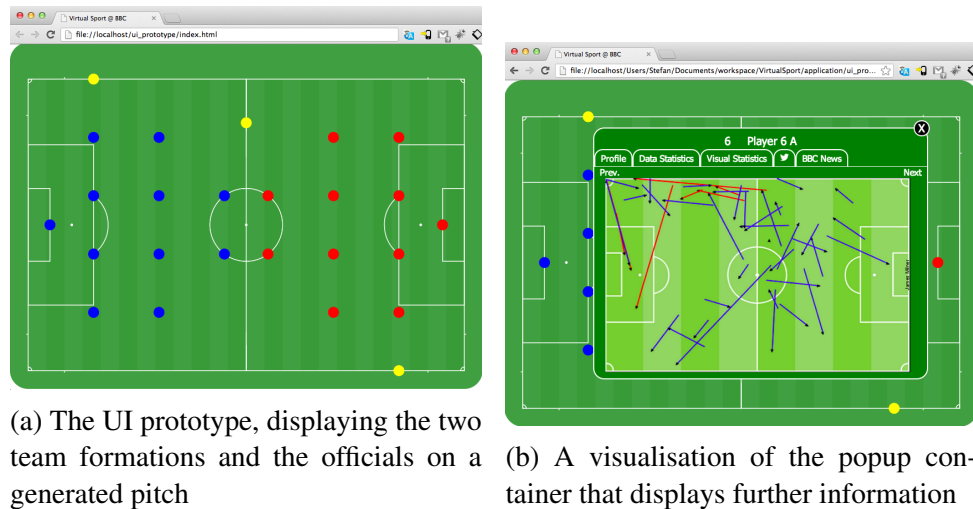 Virtual Sport @ BBC
file://localhost/ui_prototype/index.html
(a) The UI prototype, displaying the two
team formations and the officials on a
generated pitch
Virtual Sport @ BBC
file://localhost/Users/Stefan/Documents/workspace/VirtualSport/application/ui_pro...
X
6 Player 6 A
Profile Data Statistics Visual Statistics BBC News
Prev. Next
James Milner
(b) A visualisation of the popup con-
tainer that displays further information